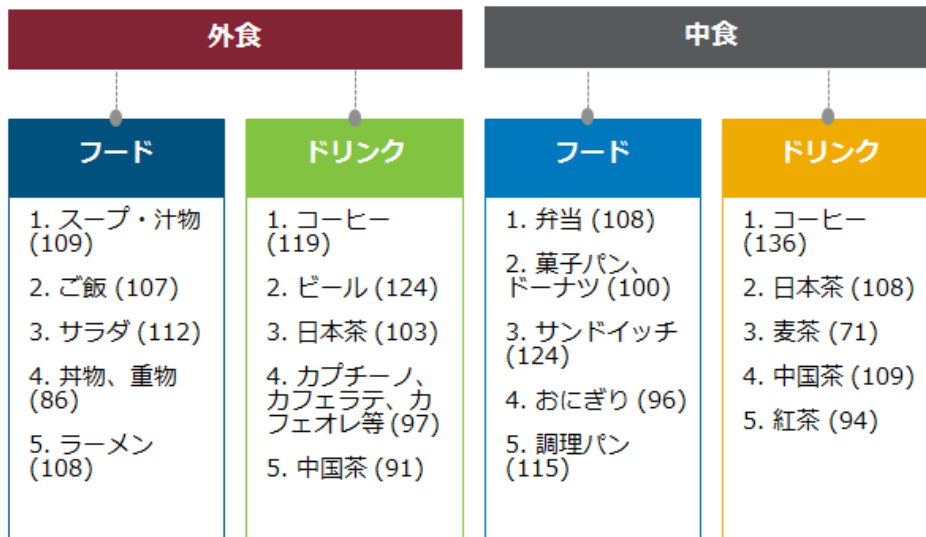 外食
フード
1. スープ・汁物
(109)
2. ご飯 (107)
3. サラダ (112)
4. 丼物、重物
(86)
5. ラーメン
(108)
ドリンク
1. コーヒー
(119)
2. ビール (124)
3. 日本茶 (103)
4. カプチーノ、
カフェラテ、カ
フェオレ等 (97)
5. 中国茶 (91)
中食
フード
1. 弁当 (108)
2. 菓子パン、
ドーナツ (100)
3. サンドイッチ
(124)
4. おにぎり (96)
5. 調理パン
(115)
ドリンク
1. コーヒー
(136)
2. 日本茶 (108)
3. 麦茶 (71)
4. 中国茶 (109)
5. 紅茶 (94)